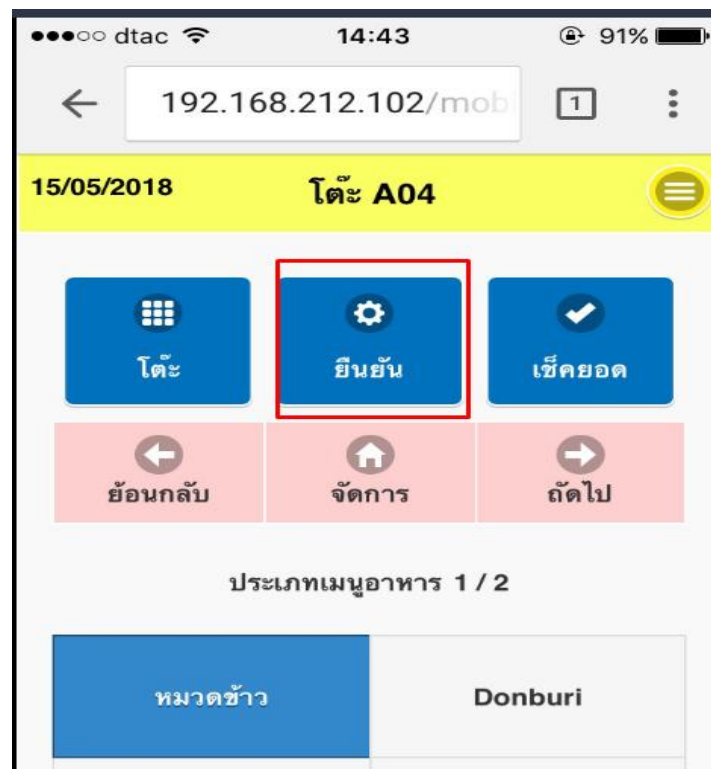 dtac 14:43 91%
192.168.212.102/mob 1
15/05/2018 โต๊ะ A04
โต๊ะ ยืนยัน เช็คยอด
ย้อนกลับ จัดการ ถัดไป
ประเภทเมนูอาหาร 1 / 2
หมวดข้าว Donburi